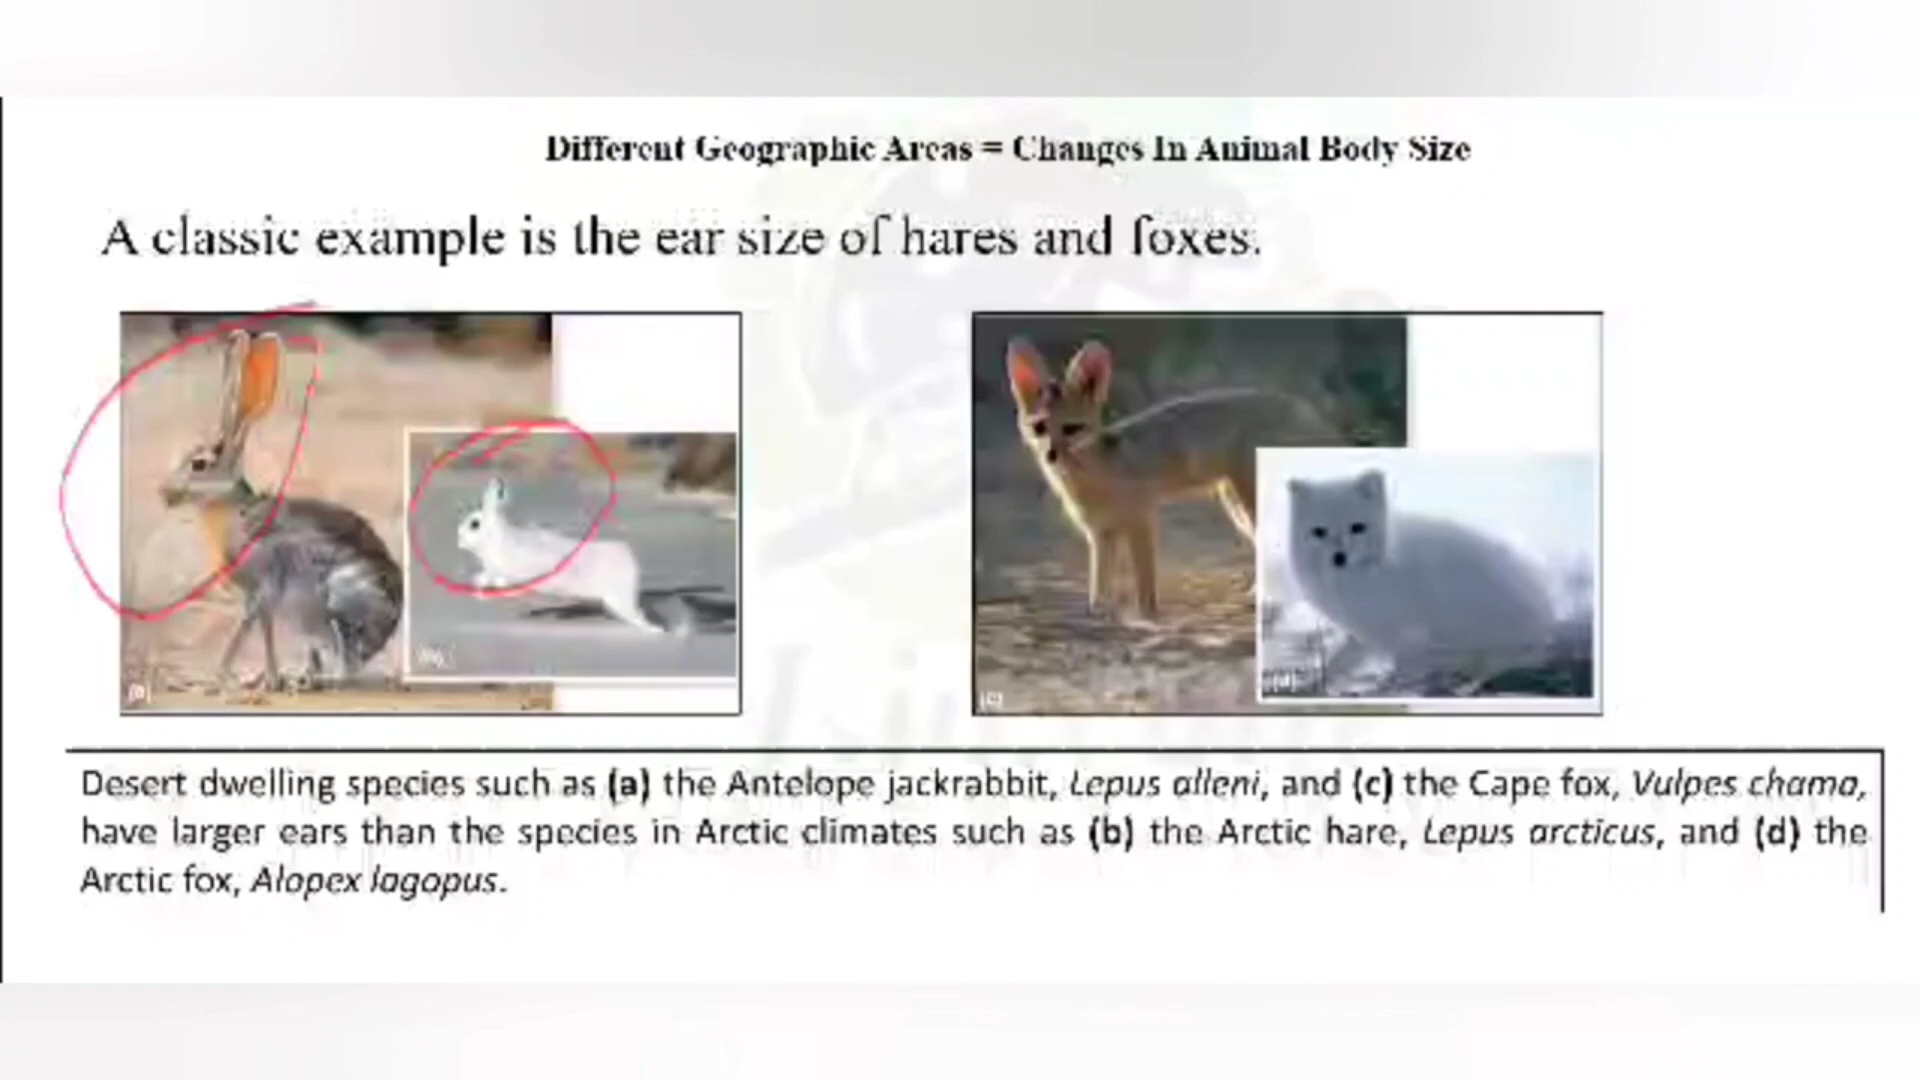 Different Geographic Areas = Changes In Animal Body Size
A classic example is the ear size of hares and foxes.
(a)
(c)
(d)
Desert dwelling species such as (a) the Antelope jackrabbit, Lepus alleni, and (c) the Cape fox, Vulpes chama,
have larger ears than the species in Arctic climates such as (b) the Arctic hare, Lepus arcticus, and (d) the
Arctic fox, Alopex lagopus.